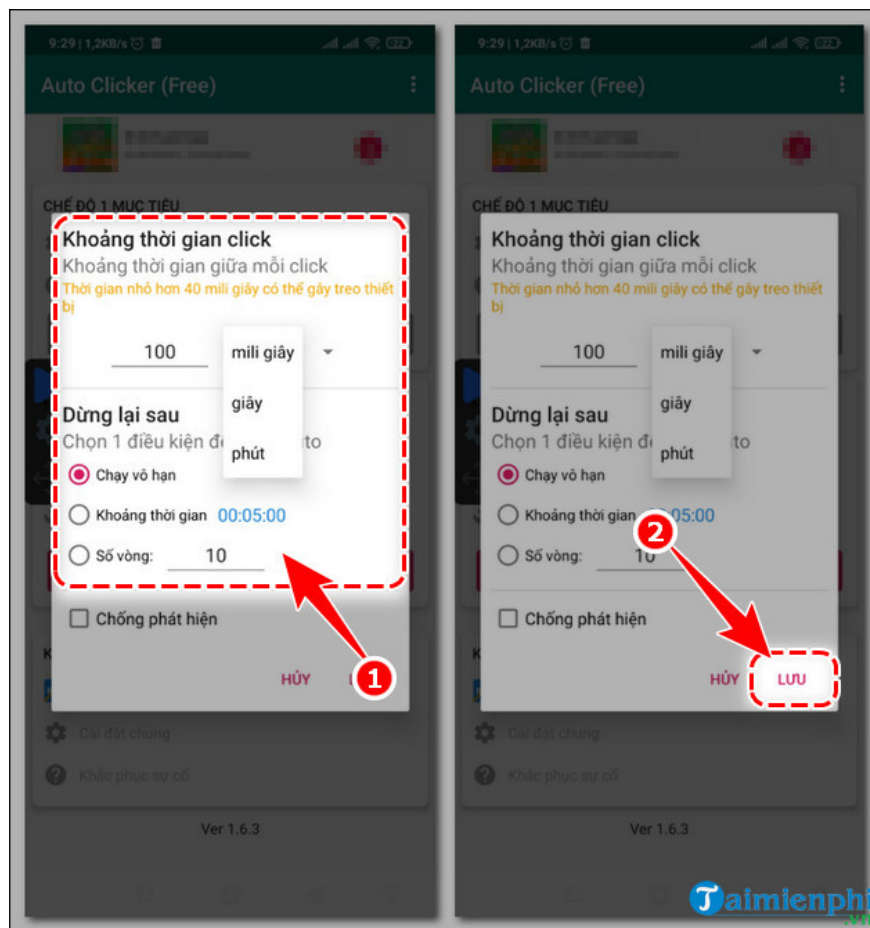 9:29 | 1,2KB/s
22
Auto Clicker (Free)
CHẾ ĐỘ 1 MỤC TIÊU
Khoảng thời gian click
Khoảng thời gian giữa mỗi click
Thời gian nhỏ hơn 40 mili giây có thể gây treo thiết
bị
100 mili giây
giây
phút
Dừng lại sau
Chọn 1 điều kiện
Chạy vô hạn
Khoảng thời gian 00:05:00
Số vòng: 10
1
Chống phát hiện
HỦY
Cài đặt chung
Khắc phục sự cố
Ver 1.6.3
9:29 | 1,2KB/s
22
Auto Clicker (Free)
CHẾ ĐỘ 1 MỤC TIÊU
Khoảng thời gian click
Khoảng thời gian giữa mỗi click
Thời gian nhỏ hơn 40 mili giây có thể gây treo thiết
bị
100 mili giây
giây
phút
Dừng lại sau
Chọn 1 điều kiện
Chạy vô hạn
Khoảng thời gian 05:00
2
Số vòng: 10
Chống phát hiện
HỦY LƯU
Cài đặt chung
Khắc phục sự cố
Ver 1.6.3
Taimienphi
.vn